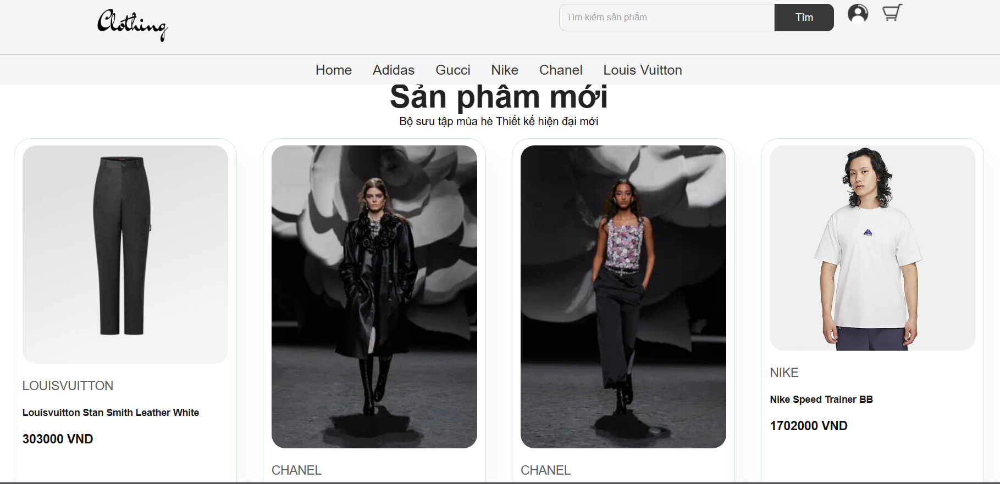 Clothing
Tìm kiếm sản phẩm
Tìm
Home Adidas Gucci Nike Chanel Louis Vuitton
Sản phẩm mới
Bộ sưu tập mùa hè Thiết kế hiện đại mới
LOUISVUITTON
Louisvuitton Stan Smith Leather White
303000 VND
CHANEL
CHANEL
NIKE
Nike Speed Trainer BB
1702000 VND